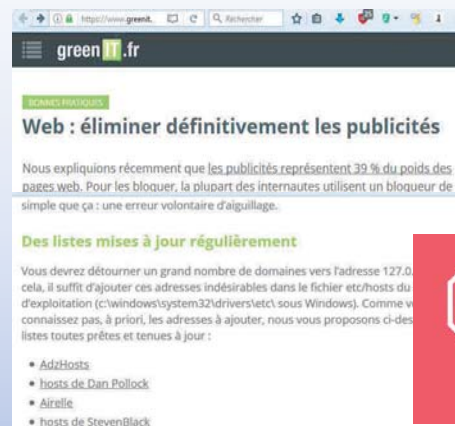 https://www.greenit.
Rechercher
greenIT.fr
BONNES PRATIQUES
Web : éliminer définitivement les publicités
Nous expliquions récemment que les publicités représentent 39 % du poids des
pages web. Pour les bloquer, la plupart des internautes utilisent un bloqueur de
simple que ça : une erreur volontaire d'aiguillage.
Des listes mises à jour régulièrement
Vous devrez détourner un grand nombre de domaines vers l'adresse 127.0.
cela, il suffit d'ajouter ces adresses indésirables dans le fichier etc/hosts du
d'exploitation (c:\windows\system32\drivers\etc\ sous Windows). Comme v
connaissez pas, à priori, les adresses à ajouter, nous vous proposons ci-des
listes toutes prêtes et tenues à jour :
• AdzHosts
• hosts de Dan Pollock
• Airelle
• hosts de StevenBlack